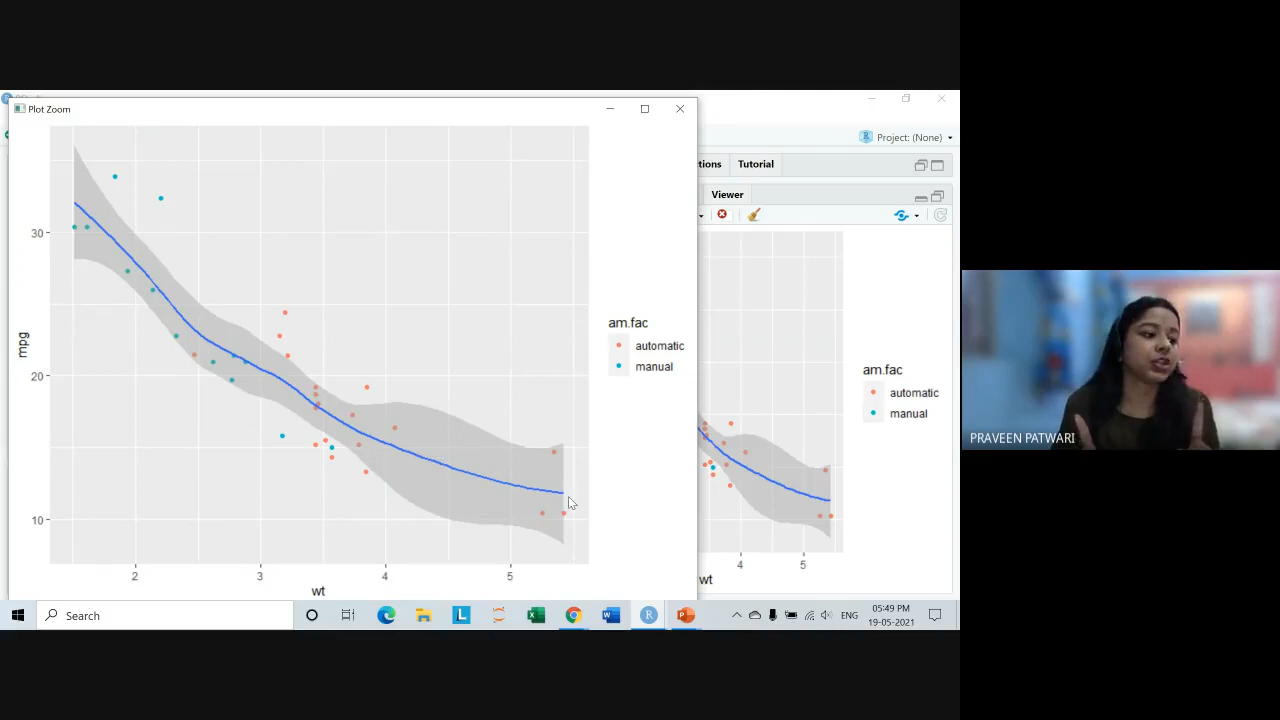 Plot Zoom
Project: (None)
tions
Tutorial
Viewer
30
20
10
mpg
2
3
4
5
wt
am.fac
automatic
manual
4
5
wt
am.fac
automatic
manual
PRAVEEN PATWARI
Search
ENG
05:49 PM
19-05-2021